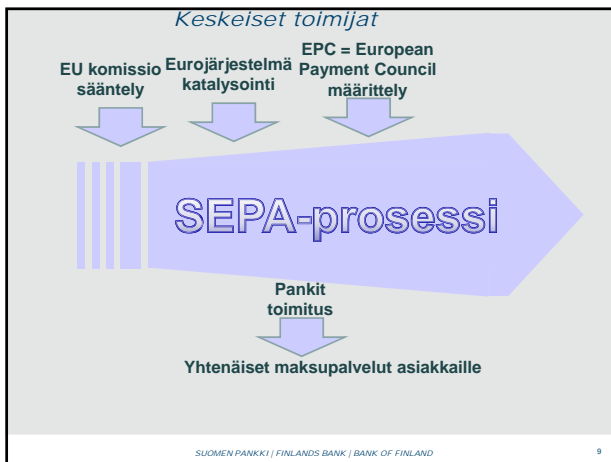 Keskeiset toimijat
EU komissio
sääntely
Eurojärjestelmä
katalysointi
EPC = European
Payment Council
määrittely
SEPA-prosessi
Pankit
toimitus
Yhtenäiset maksupalvelut asiakkaille
SUOMEN PANKKI | FINLANDS BANK | BANK OF FINLAND
9